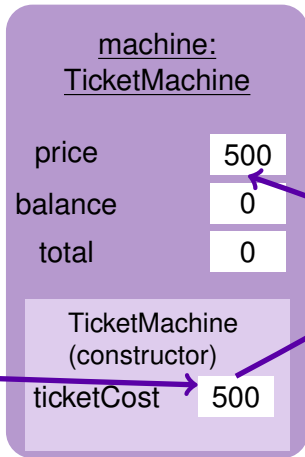 machine:
TicketMachine
price 500
balance 0
total 0
TicketMachine
(constructor)
ticketCost 500